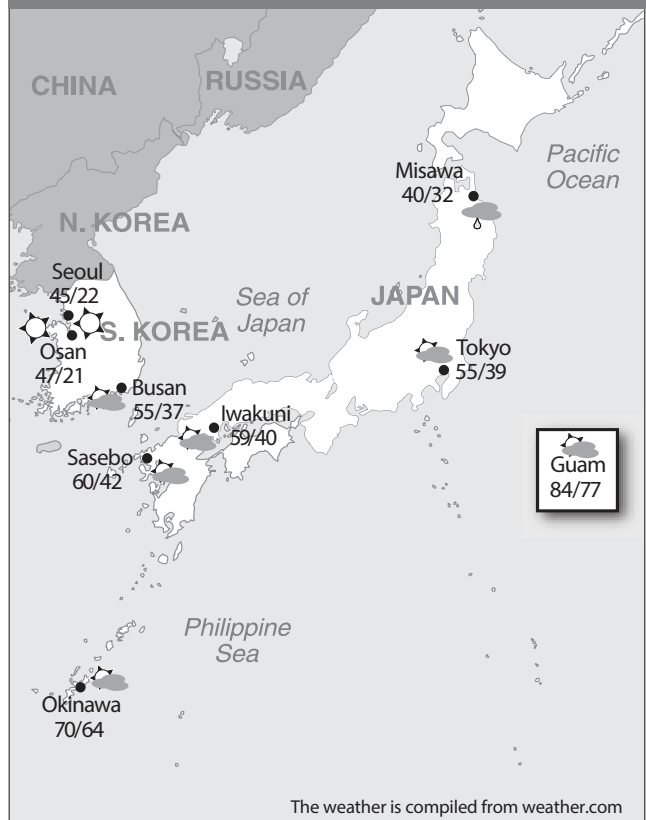 CHINA
RUSSIA
Pacific
Ocean
Misawa
40/32
N. KOREA
Seoul
45/22
Sea of
Japan
JAPAN
S. KOREA
Osan
47/21
Tokyo
55/39
Busan
55/37
Iwakuni
59/40
Sasebo
60/42
Guam
84/77
Philippine
Sea
Okinawa
70/64
The weather is compiled from weather.com